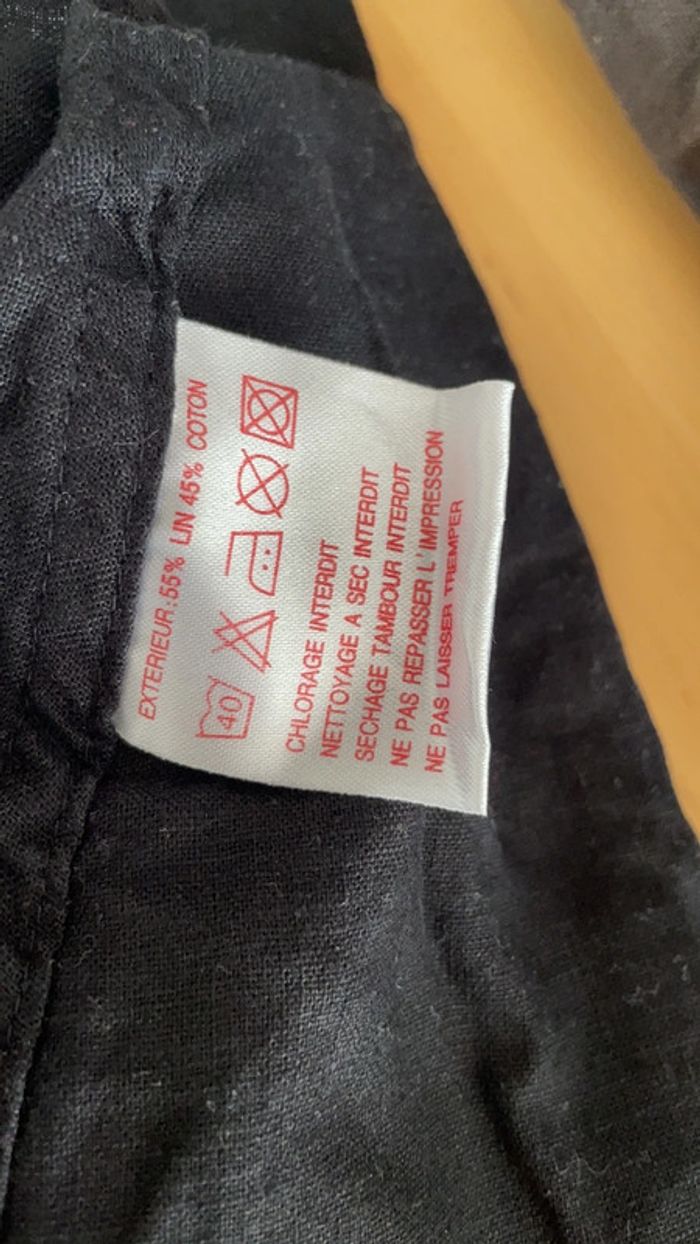 EXTERIEUR:55% LIN 45% COTON
40
CHLORAGE INTERDIT
NETTOYAGE A SEC INTERDIT
SECHAGE TAMBOUR INTERDIT
NE PAS REPASSER L'IMPRESSION
NE PAS LAISSER TREMPER